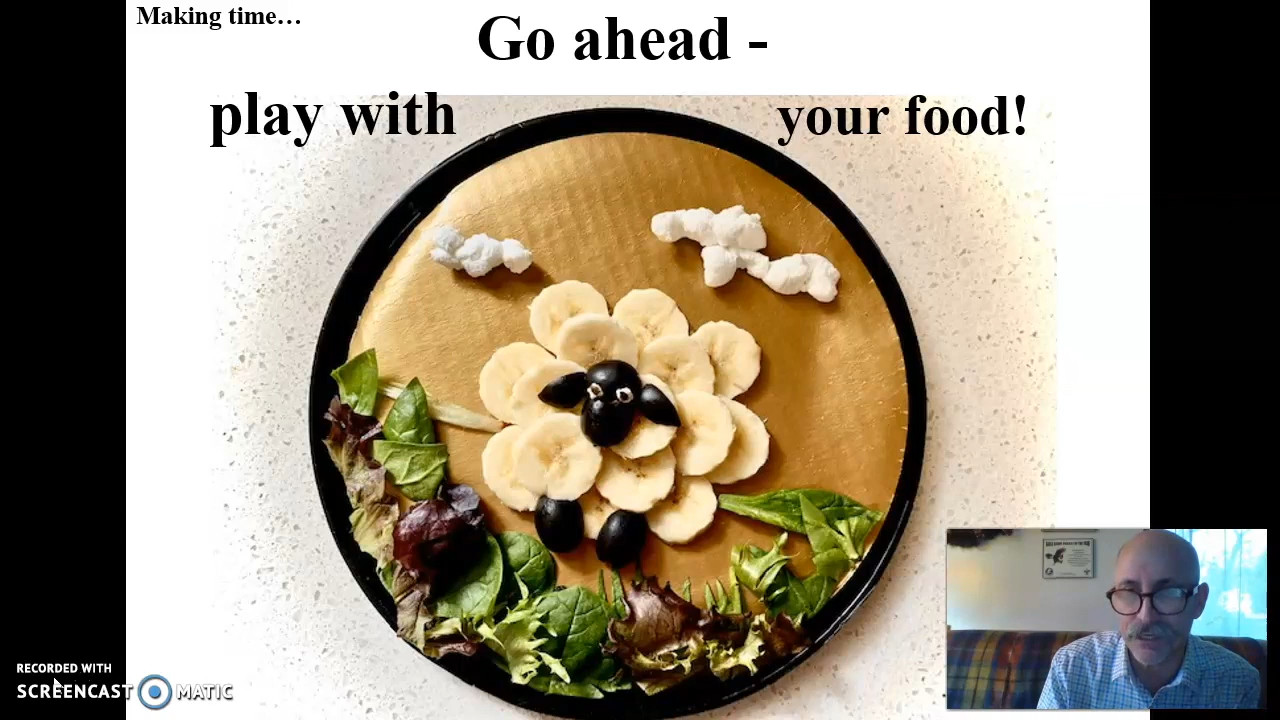 Making time…
Go ahead -
play with your food!
RECORDED WITH
SCREENCAST MATIC